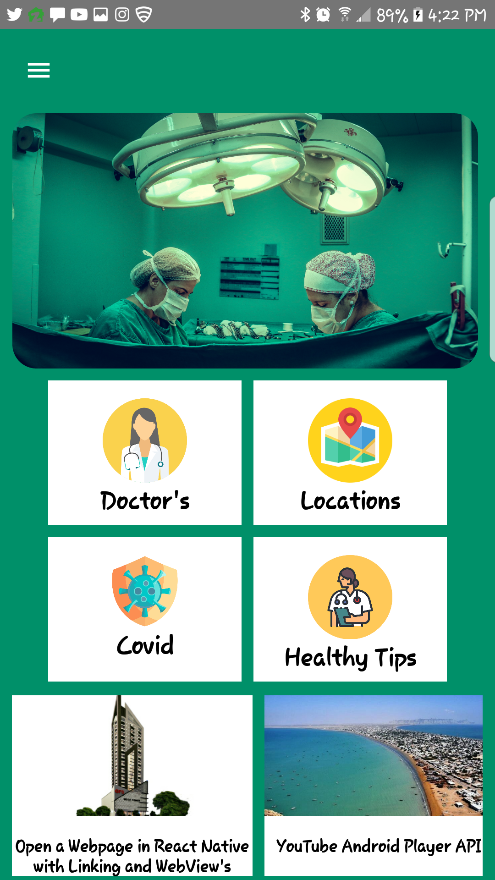 89% 4:22 PM
Doctor's
Locations
Covid
Healthy Tips
Open a Webpage in React Native
with Linking and WebView's
YouTube Android Player API